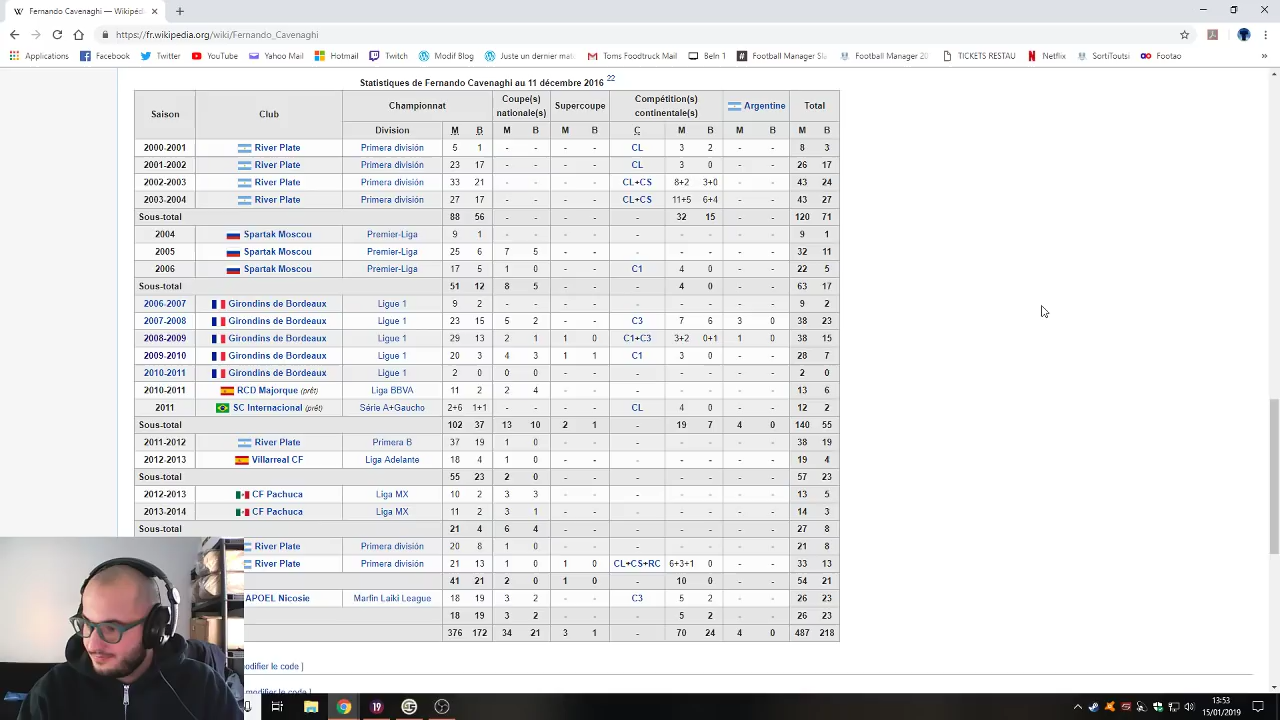 Fernando Cavenaghi — Wikipéd
https://fr.wikipedia.org/wiki/Fernando_Cavenaghi
Applications Facebook Twitter YouTube Yahoo Mail Hotmail Twitch Modif Blog Juste un dernier mat Toms Foodtruck Mail BeIn 1 Football Manager Sk Football Manager 20 TICKETS RESTAU Netflix SortiToutsi Footao
Statistiques de Fernando Cavenaghi au 11 décembre 2016 22
Saison Club Championnat Coupe(s) nationale(s) Supercoupe Compétition(s) continentale(s) Argentine Total
Division M B M B M B C M B M B M B
2000-2001 River Plate Primera división 5 1 - - - - CL 3 2 - - 8 3
2001-2002 River Plate Primera división 23 17 - - - - CL 3 0 - - 26 17
2002-2003 River Plate Primera división 33 21 - - - - CL+CS 8+2 3+0 - - 43 24
2003-2004 River Plate Primera división 27 17 - - - - CL+CS 11+5 6+4 - - 43 27
Sous-total 88 56 - - - - - 32 15 - - 120 71
2004 Spartak Moscou Premier-Liga 9 1 - - - - - - - - - 9 1
2005 Spartak Moscou Premier-Liga 25 6 7 5 - - - - - - - 32 11
2006 Spartak Moscou Premier-Liga 17 5 1 0 - - C1 4 0 - - 22 5
Sous-total 51 12 8 5 - - - 4 0 - - 63 17
2006-2007 Girondins de Bordeaux Ligue 1 9 2 - - - - - - - - - 9 2
2007-2008 Girondins de Bordeaux Ligue 1 23 15 5 2 - - C3 7 6 3 0 38 23
2008-2009 Girondins de Bordeaux Ligue 1 29 13 2 1 1 0 C1+C3 3+2 0+1 1 0 38 15
2009-2010 Girondins de Bordeaux Ligue 1 20 3 4 3 1 1 C1 3 0 - - 28 7
2010-2011 Girondins de Bordeaux Ligue 1 2 0 0 0 - - - - - - - 2 0
2010-2011 RCD Majorque (prêt) Liga BBVA 11 2 2 4 - - - - - - - 13 6
2011 SC Internacional (prêt) Série A+Gaucho 2+6 1+1 - - - - CL 4 0 - - 12 2
Sous-total 102 37 13 10 2 1 - 19 7 4 0 140 55
2011-2012 River Plate Primera B 37 19 1 0 - - - - - - - 38 19
2012-2013 Villarreal CF Liga Adelante 18 4 1 0 - - - - - - - 19 4
Sous-total 55 23 2 0 - - - - - - - 57 23
2012-2013 CF Pachuca Liga MX 10 2 3 3 - - - - - - - 13 5
2013-2014 CF Pachuca Liga MX 11 2 3 1 - - - - - - - 14 3
Sous-total 21 4 6 4 - - - - - - - 27 8
River Plate Primera división 20 8 1 0 - - - - - - - 21 8
River Plate Primera división 21 13 1 0 1 0 CL+CS+RC 6+3+1 0 - - 33 13
41 21 2 0 1 0 - 10 0 - - 54 21
APOEL Nicosie Marfin Laiki League 18 19 3 2 - - C3 5 2 - - 26 23
18 19 3 2 - - - 5 2 - - 26 23
376 172 34 21 3 1 - 70 24 4 0 487 218
odifier le code ]
modifier le code ]
13:53
15/01/2019